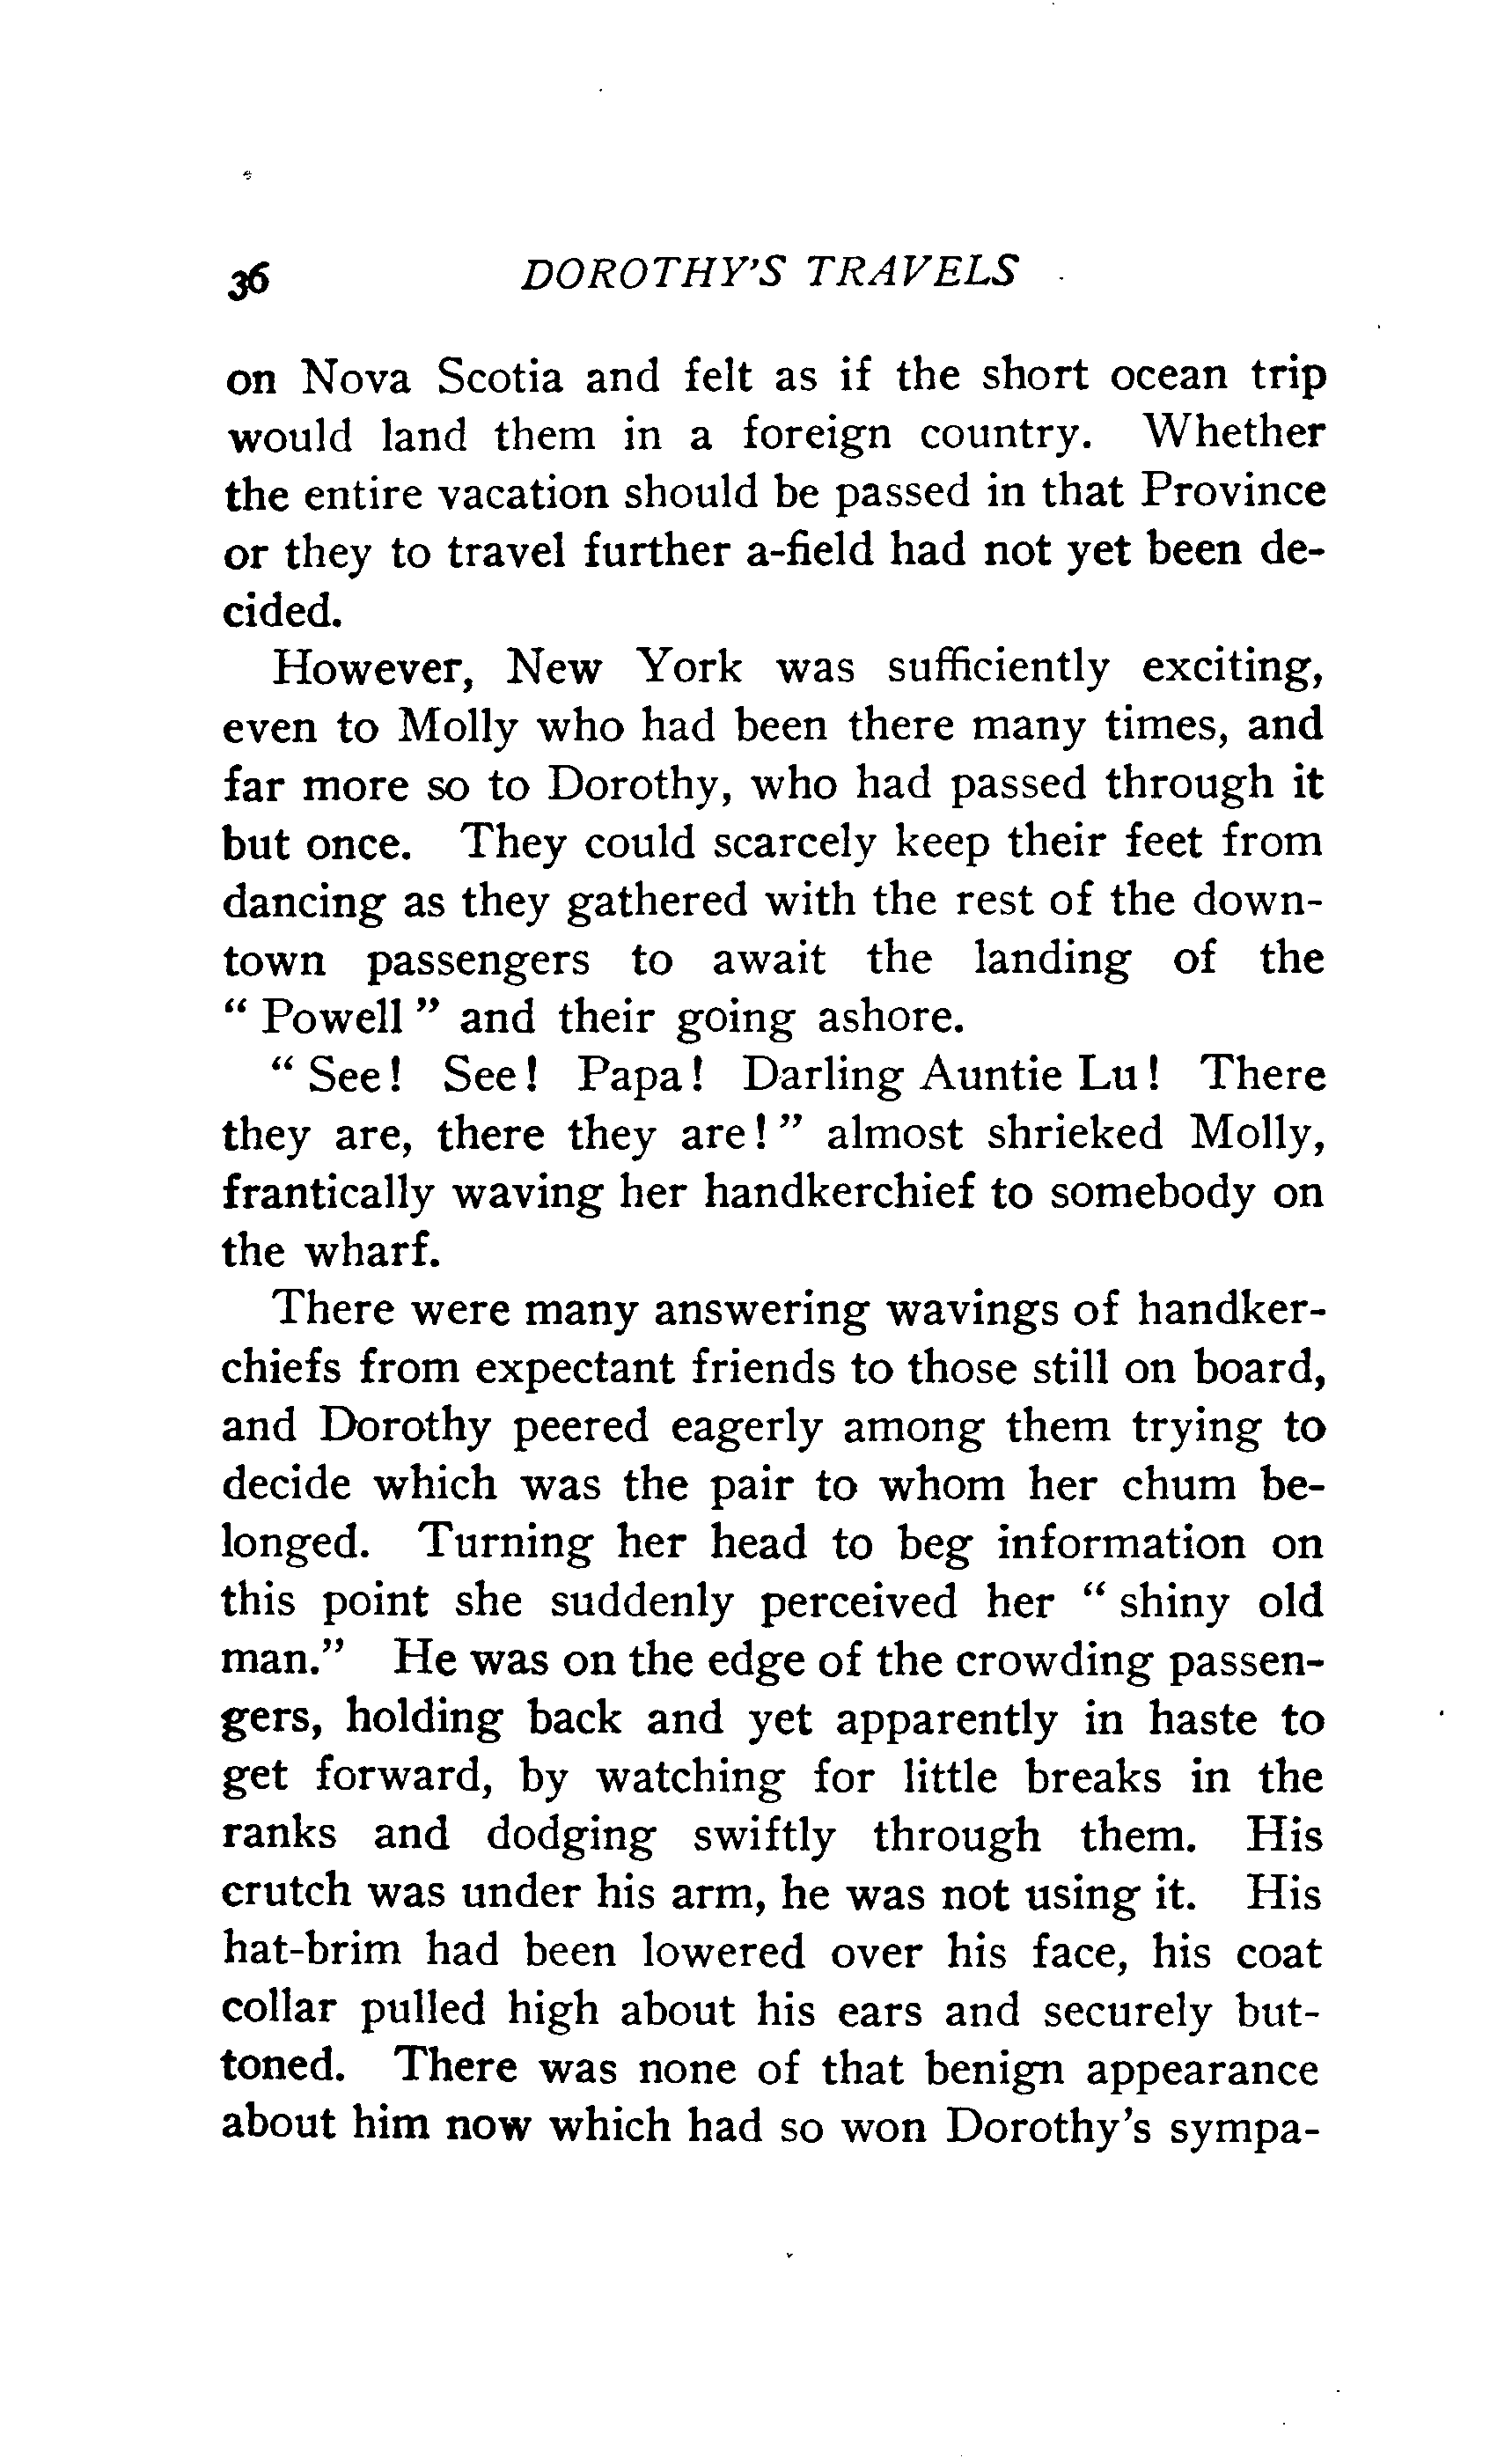 36 DOROTHY'S TRAVELS
on Nova Scotia and felt as if the short ocean trip
would land them in a foreign country. Whether
the entire vacation should be passed in that Province
or they to travel further a-field had not yet been de-
cided.
However, New York was sufficiently exciting,
even to Molly who had been there many times, and
far more so to Dorothy, who had passed through it
but once. They could scarcely keep their feet from
dancing as they gathered with the rest of the down-
town passengers to await the landing of the
" Powell " and their going ashore.
" See! See! Papa! Darling Auntie Lu! There
they are, there they are! " almost shrieked Molly,
frantically waving her handkerchief to somebody on
the wharf.
There were many answering wavings of handker-
chiefs from expectant friends to those still on board,
and Dorothy peered eagerly among them trying to
decide which was the pair to whom her chum be-
longed. Turning her head to beg information on
this point she suddenly perceived her " shiny old
man." He was on the edge of the crowding passen-
gers, holding back and yet apparently in haste to
get forward, by watching for little breaks in the
ranks and dodging swiftly through them. His
crutch was under his arm, he was not using it. His
hat-brim had been lowered over his face, his coat
collar pulled high about his ears and securely but-
toned. There was none of that benign appearance
about him now which had so won Dorothy's sympa-